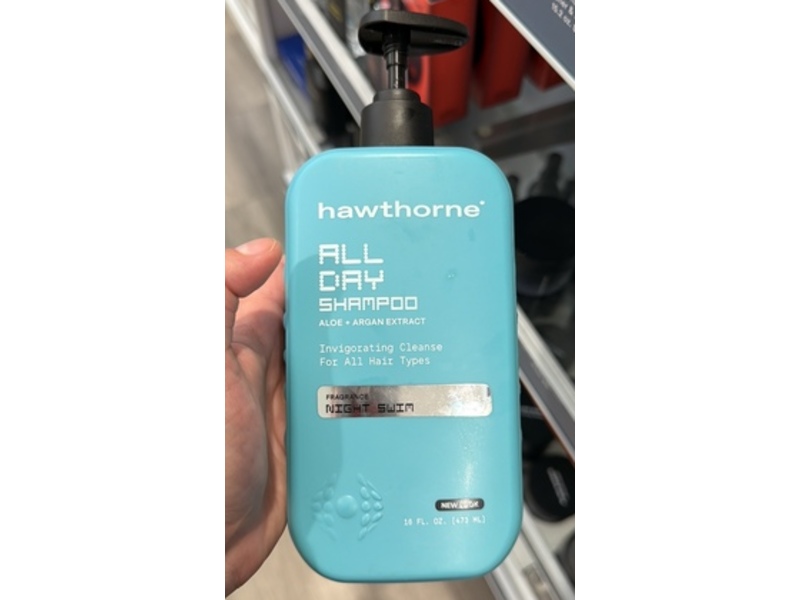 hawthorne®
ALL
DAY
SHAMPOO
ALOE + ARGAN EXTRACT
Invigorating Cleanse
For All Hair Types
FRAGRANCE
NIGHT SWIM
NEW LOOK
16 FL. OZ. (473 ML)